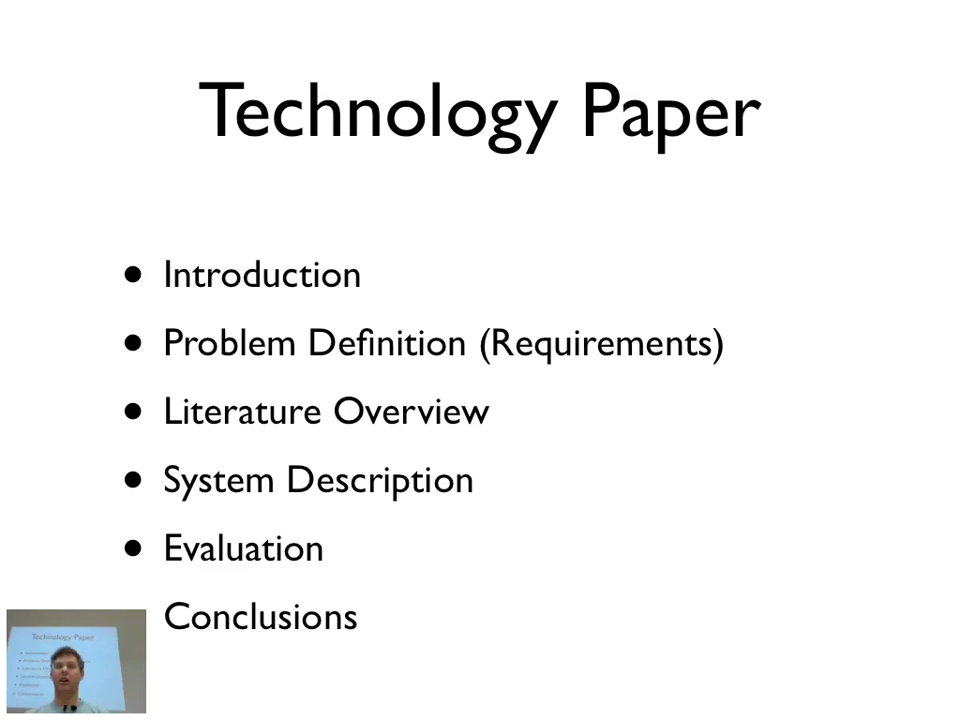 Technology Paper
• Introduction
• Problem Definition (Requirements)
• Literature Overview
• System Description
• Evaluation
Conclusions
Technology Paper